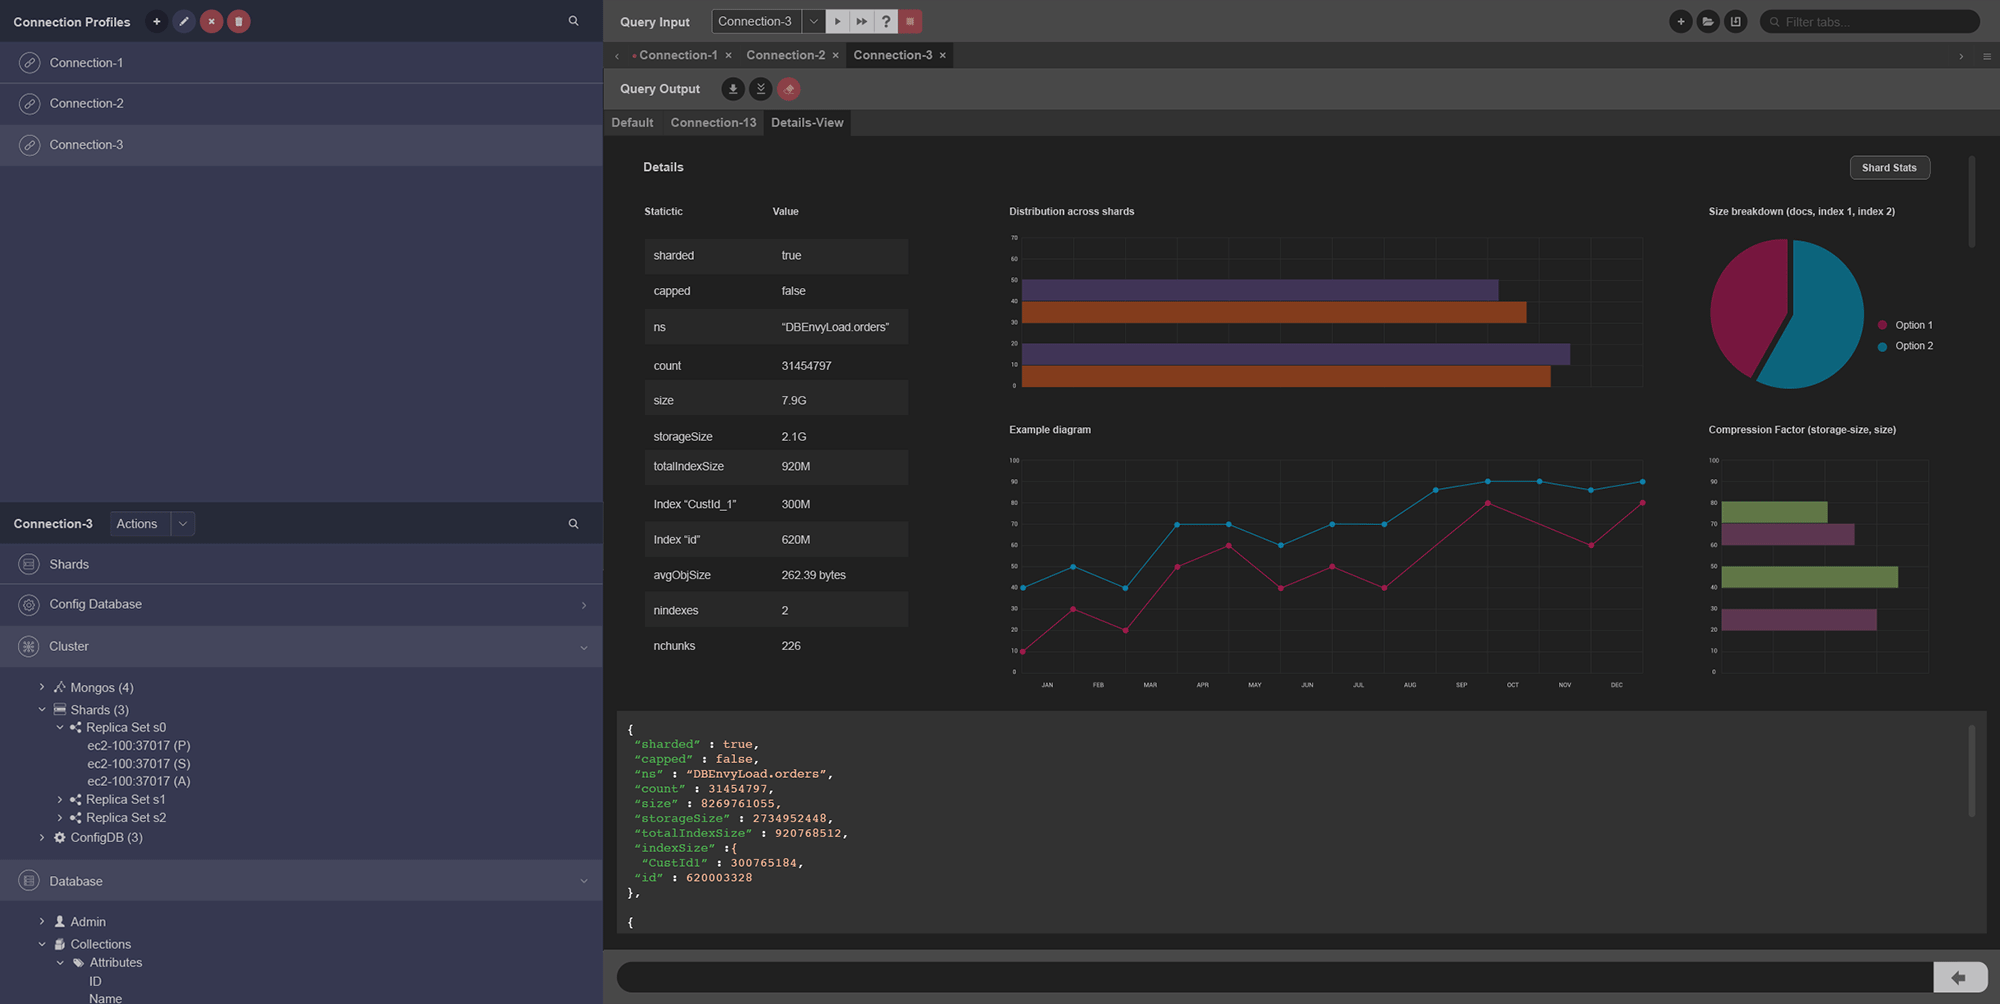 Connection Profiles
Connection-1
Connection-2
Connection-3
Connection-3 Actions
Shards
Config Database
Cluster
Mongos (4)
Shards (3)
Replica Set s0
ec2-100:37017 (P)
ec2-100:37017 (S)
ec2-100:37017 (A)
Replica Set s1
Replica Set s2
ConfigDB (3)
Database
Admin
Collections
Attributes
ID
Name
Query Input Connection-3 ? Filter tabs...
Connection-1 × Connection-2 × Connection-3 ×
Query Output
Default Connection-13 Details-View
Details
Shard Stats
Statictic Value
sharded true
capped false
ns “DBEnvyLoad.orders”
count 31454797
size 7.9G
storageSize 2.1G
totalIndexSize 920M
Index “CustId_1” 300M
Index “id” 620M
avgObjSize 262.39 bytes
nindexes 2
nchunks 226
Distribution across shards
70
60
50
40
30
20
10
0
Size breakdown (docs, index 1, index 2)
Option 1
Option 2
Example diagram
100
90
80
70
60
50
40
30
20
10
0
JAN FEB MAR APR MAY JUN JUL AUG SEP OCT NOV DEC
Compression Factor (storage-size, size)
100
90
80
70
60
50
40
30
20
10
0
{
“sharded” : true,
“capped” : false,
“ns” : “DBEnvyLoad.orders”,
“count” : 31454797,
“size” : 8269761055,
“storageSize” : 2734952448,
“totalIndexSize” : 920768512,
“indexSize” :{
“CustId1” : 300765184,
“id” : 620003328
},
{